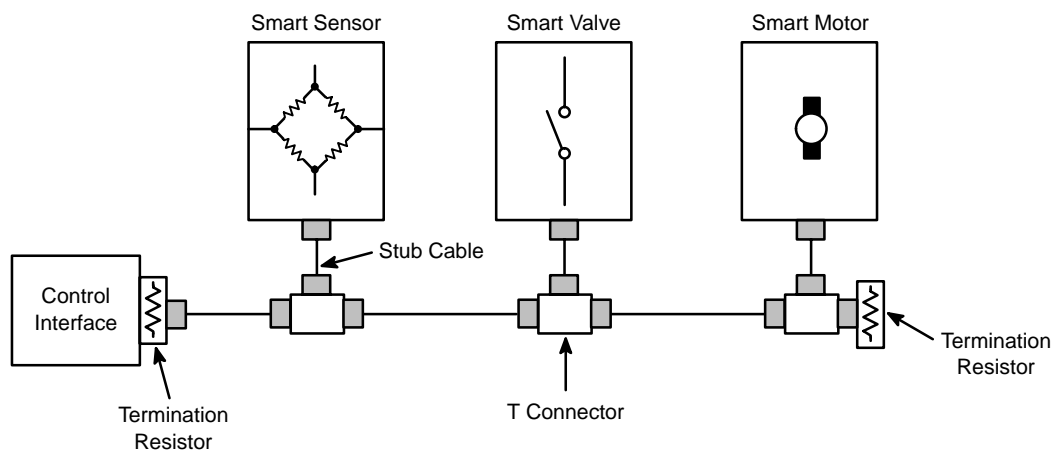 Smart Sensor
Smart Valve
Smart Motor
Stub Cable
Control
Interface
Termination
Resistor
T Connector
Termination
Resistor